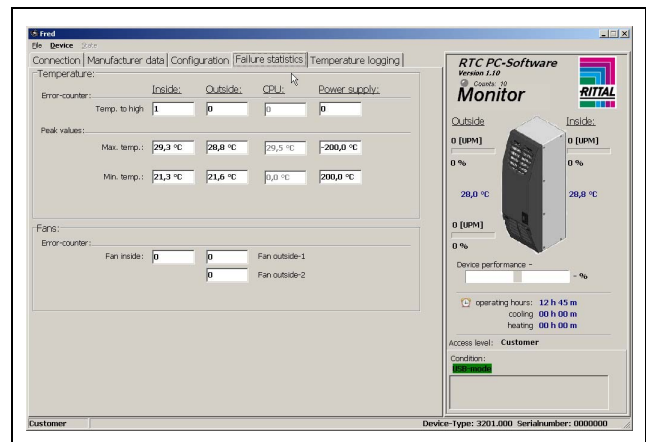 Fred
File Device State
Connection Manufacturer data Configuration Failure statistics Temperature logging
Temperature:
Inside: Outside: CPU: Power supply:
Error-counter:
Temp. to high 1 0 0 0
Peak values:
Max. temp.: 29,3 °C 28,8 °C 29,5 °C -200,0 °C
Min. temp.: 21,3 °C 21,6 °C 0,0 °C 200,0 °C
Fans:
Error-counter:
Fan inside: 0 0 Fan outside-1
0 Fan outside-2
RTC PC-Software
Version 1.10
Counts: 10
Monitor
RITTAL
Outside Inside:
0 [UPM] 0 [UPM]
0 % 0 %
28,0 °C 28,8 °C
0 [UPM]
0 %
Device performance -
- %
operating hours: 12 h 45 m
cooling 00 h 00 m
heating 00 h 00 m
Access level: Customer
Condition:
USB-mode
Customer Device-Type: 3201.000 Serialnumber: 0000000